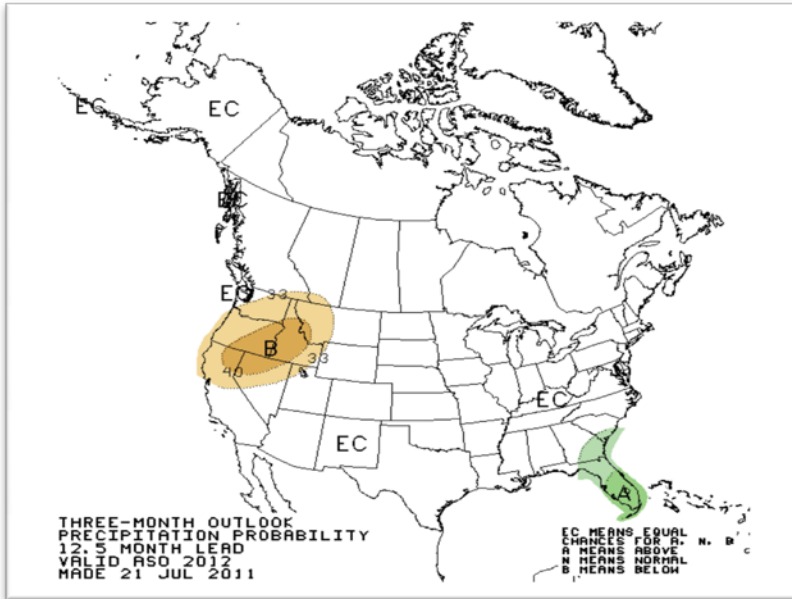 EC
EC
EC
EC
33
B
33
40
EC
EC
A
THREE-MONTH OUTLOOK
PRECIPITATION PROBABILITY
12.5 MONTH LEAD
VALID ASO 2012
MADE 21 JUL 2011
EC MEANS EQUAL
CHANCES FOR A, N, B
A MEANS ABOVE
N MEANS NORMAL
B MEANS BELOW